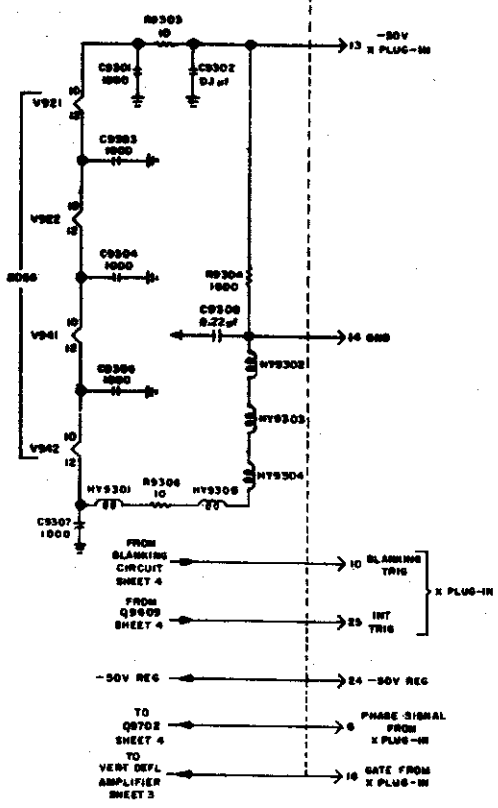 R9303
10
13
-50V
X PLUG-IN
C9301
1000
C9302
0.1 µf
V921
10
12
C9303
1000
V922
10
12
8056
C9304
1000
R9304
1000
C9308
0.22 µf
14 GND
V941
10
12
HY9302
C9306
1000
HY9303
V942
10
12
HY9304
HY9301
R9306
10
HY9305
C9307
1000
FROM
BLANKING
CIRCUIT
SHEET 4
10 BLANKING
TRIG
X PLUG-IN
FROM
SHEET 4
25 INT
TRIG
-50V REG
24 -50V REG
TO
Q9702
SHEET 4
6 PHASE SIGNAL
FROM
X PLUG-IN
TO
VERT DEFL
AMPLIFIER
SHEET 3
16 GATE FROM
X PLUG-IN